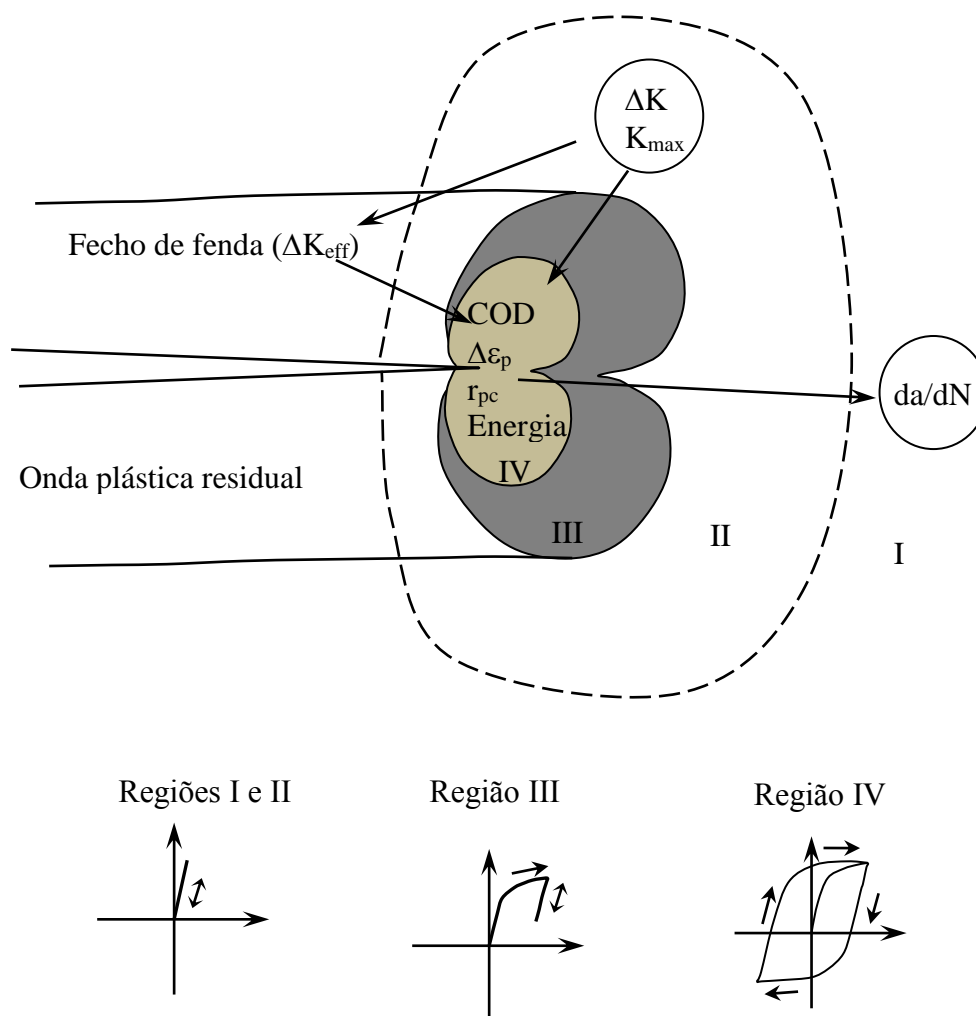 ΔK
Kmax
Fecho de fenda (ΔKeff)
COD
Δεp
rpc
Energia
da/dN
IV
Onda plástica residual
III
II
I
Regiões I e II
Região III
Região IV